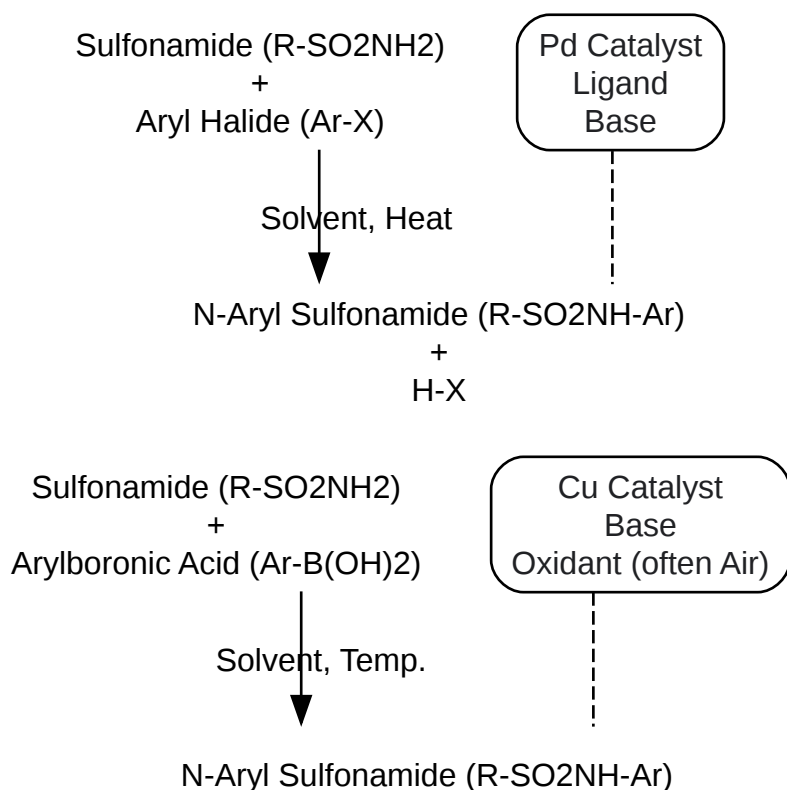 Sulfonamide (R-SO2NH2)
+
Aryl Halide (Ar-X)
Pd Catalyst
Ligand
Base
Solvent, Heat
N-Aryl Sulfonamide (R-SO2NH-Ar)
+
H-X
Sulfonamide (R-SO2NH2)
+
Arylboronic Acid (Ar-B(OH)2)
Cu Catalyst
Base
Oxidant (often Air)
Solvent, Temp.
N-Aryl Sulfonamide (R-SO2NH-Ar)